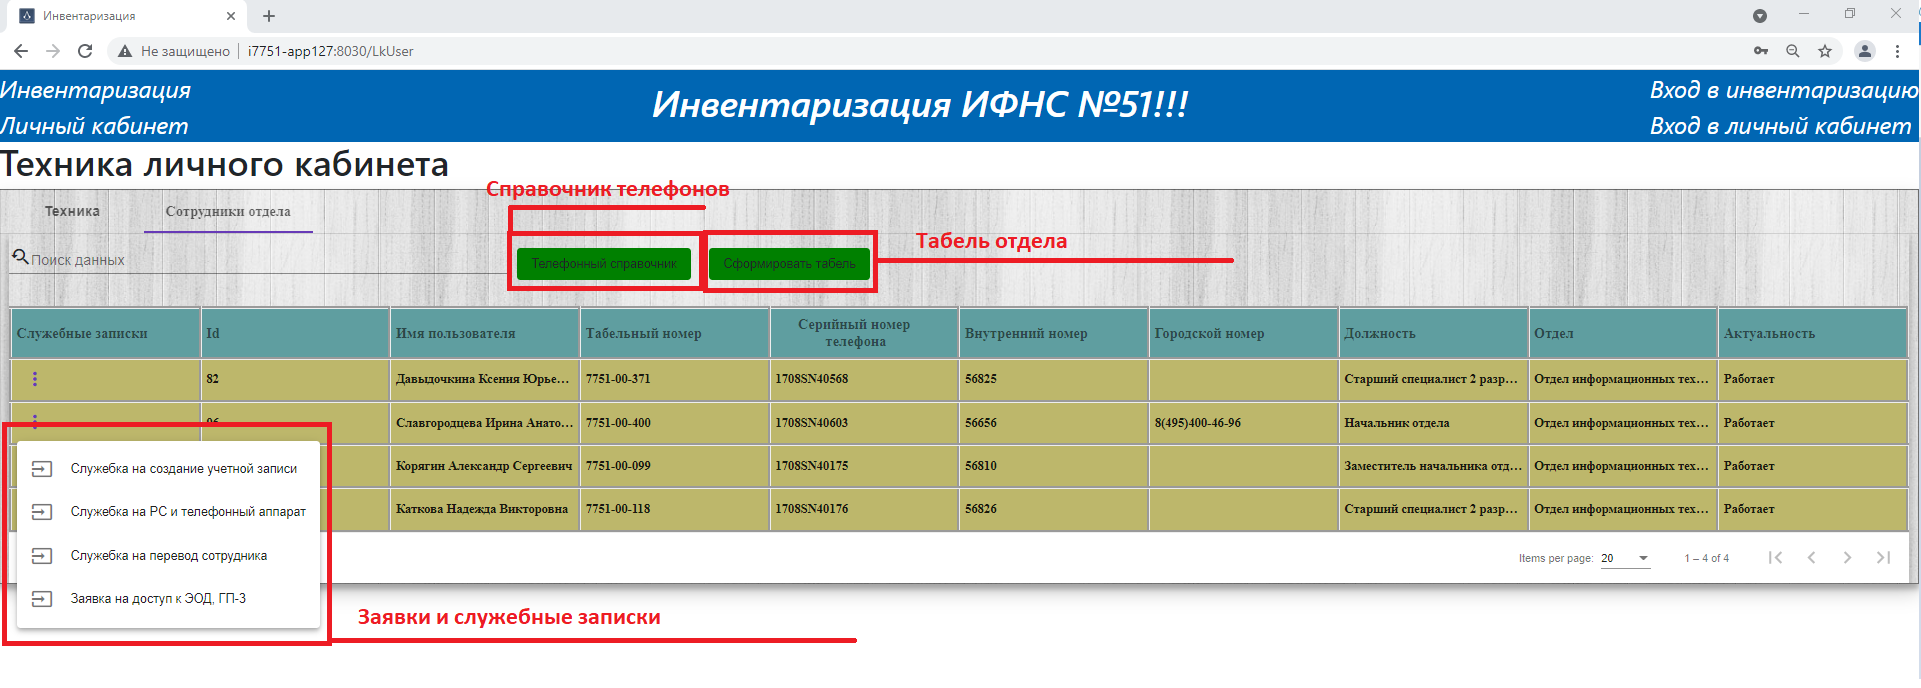 Инвентаризация
Не защищено
i7751-app127:8030/LkUser
Инвентаризация
Личный кабинет
Инвентаризация ИФНС №51!!!
Вход в инвентаризацию
Вход в личный кабинет
Техника личного кабинета
Справочник телефонов
Техника
Сотрудники отдела
Табель отдела
Поиск данных
Телефонный справочник
Сформировать табель
Служебные записки Id Имя пользователя Табельный номер Серийный номер телефона Внутренний номер Городской номер Должность Отдел Актуальность
82 Давыдочкина Ксения Юрье... 7751-00-371 1708SN40568 56825 Старший специалист 2 разр... Отдел информационных тех... Работает
Славгородцева Ирина Анато... 7751-00-400 1708SN40603 56656 8(495)400-46-96 Начальник отдела Отдел информационных тех... Работает
Корягин Александр Сергеевич 7751-00-099 1708SN40175 56810 Заместитель начальника отд... Отдел информационных тех... Работает
Каткова Надежда Викторовна 7751-00-118 1708SN40176 56826 Старший специалист 2 разр... Отдел информационных тех... Работает
Служебка на создание учетной записи
Служебка на РС и телефонный аппарат
Служебка на перевод сотрудника
Заявка на доступ к ЭОД, ГП-3
Items per page: 20 1 – 4 of 4
Заявки и служебные записки